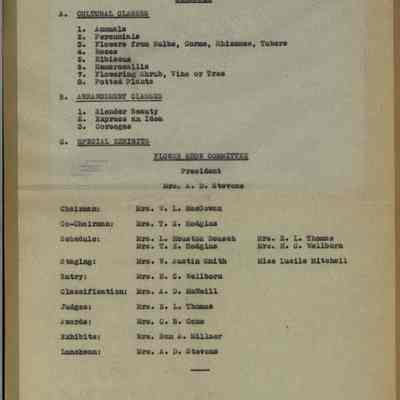 A. CULTURAL CLASSES
1. Annuals
2. Perennials
3. Flowers from Bulbs, Corms, Rhizomes, Tubers
4. Roses
5. Hibiscus
6. Hemerocallis
7. Flowering Shrub, Vine or Tree
8. Potted Plants
B. ARRANGEMENT CLASSES
1. Slender Beauty
2. Express an Idea
3. Corsages
C. SPECIAL EXHIBITS
FLOWER SHOW COMMITTEE
President
Mrs. A. D. Stevens
Chairman: Mrs. W. L. MacGowan
Co-Chairman: Mrs. T. E. Hodgins
Schedule: Mrs. L. Houston Mrs. E. L. Thomas
Mrs. T. E. Hodgins Mrs. H. C. Wellborn
Staging: Mrs. W. Austin Smith Miss Lucile Mitchell
Entry: Mrs. H. C. Wellborn
Classification: Mrs. A. D. McNeill
Judges: Mrs. E. L. Thomas
Awards: Mrs. C. H.
Exhibits: Mrs. Ben A. Millner
Luncheon: Mrs. A. D. Stevens